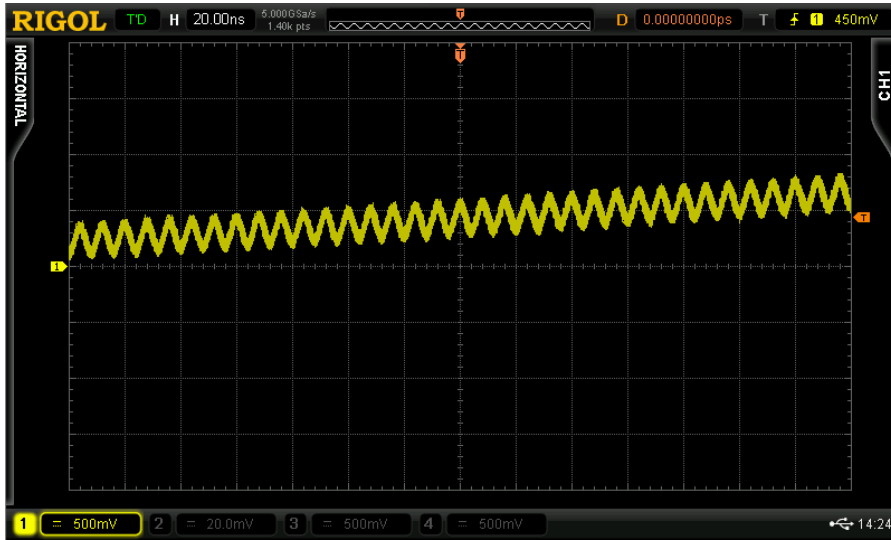 RIGOL T'D H 20.00ns 5.000GSa/s D 0.00000000ps T 1 450mV
1.40k pts
T
T
HORIZONTAL
CH1
T
1
1 500mV 2 20.0mV 3 500mV 4 500mV 14:24